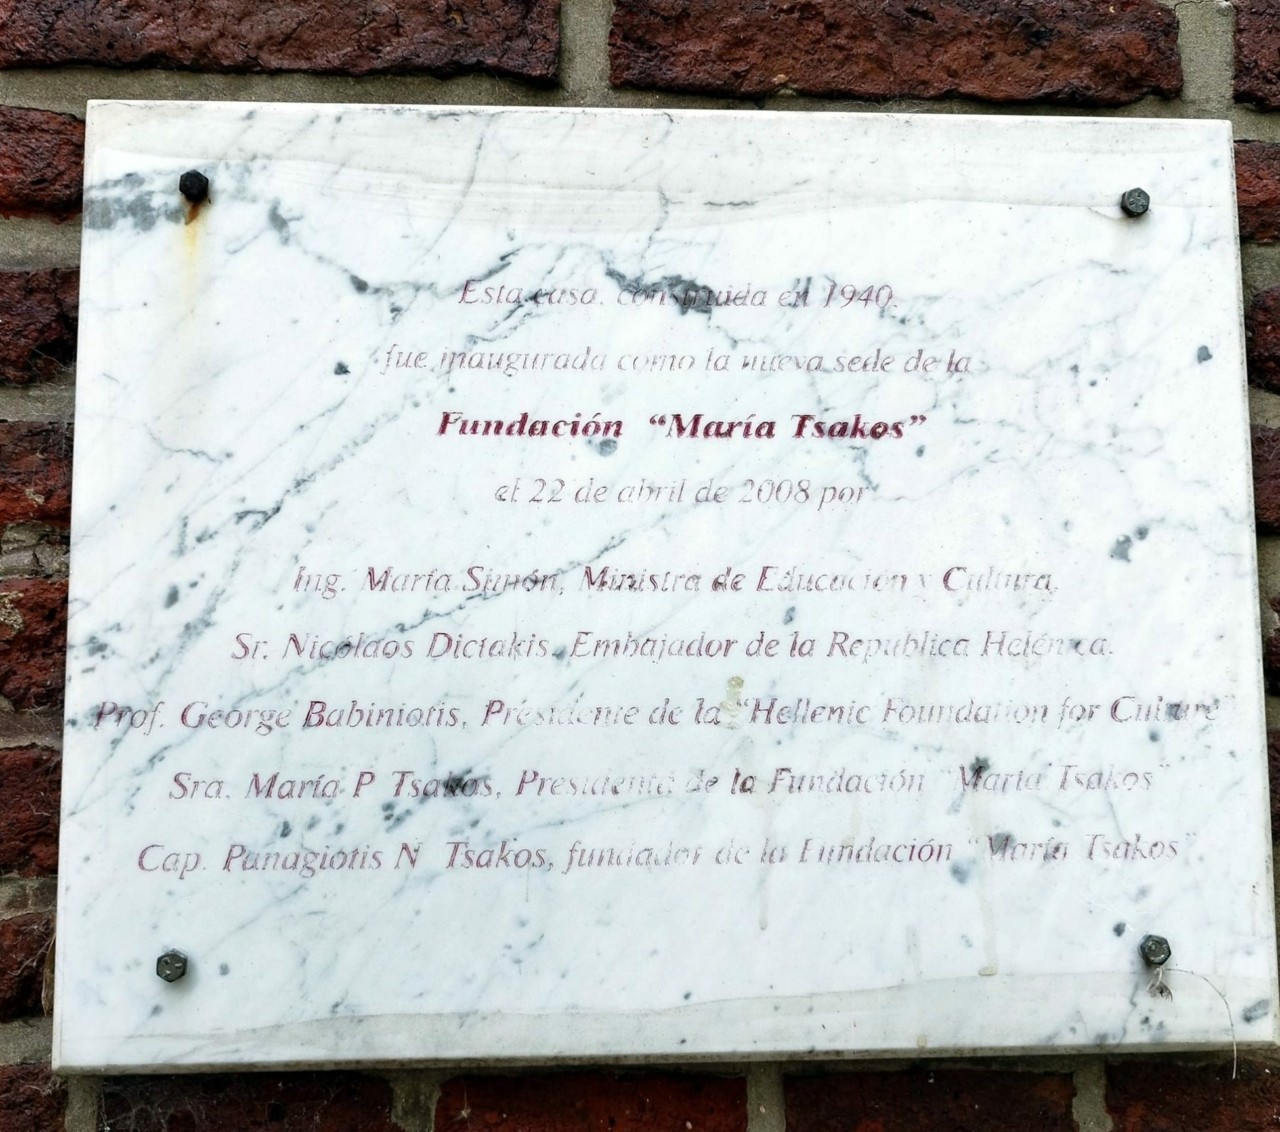 Esta casa, construida en 1940,
fue inaugurada como la nueva sede de la
Fundación “María Tsakos”
el 22 de abril de 2008 por
Ing. María Simón, Ministra de Educación y Cultura,
Sr. Nicólaos Dictakis, Embajador de la República Helénica.
Prof. George Babiniotis, Presidente de la “Hellenic Foundation for Culture”
Sra. María P Tsakos, Presidenta de la Fundación “María Tsakos”
Cap. Panagiotis N Tsakos, fundador de la Fundación “María Tsakos”